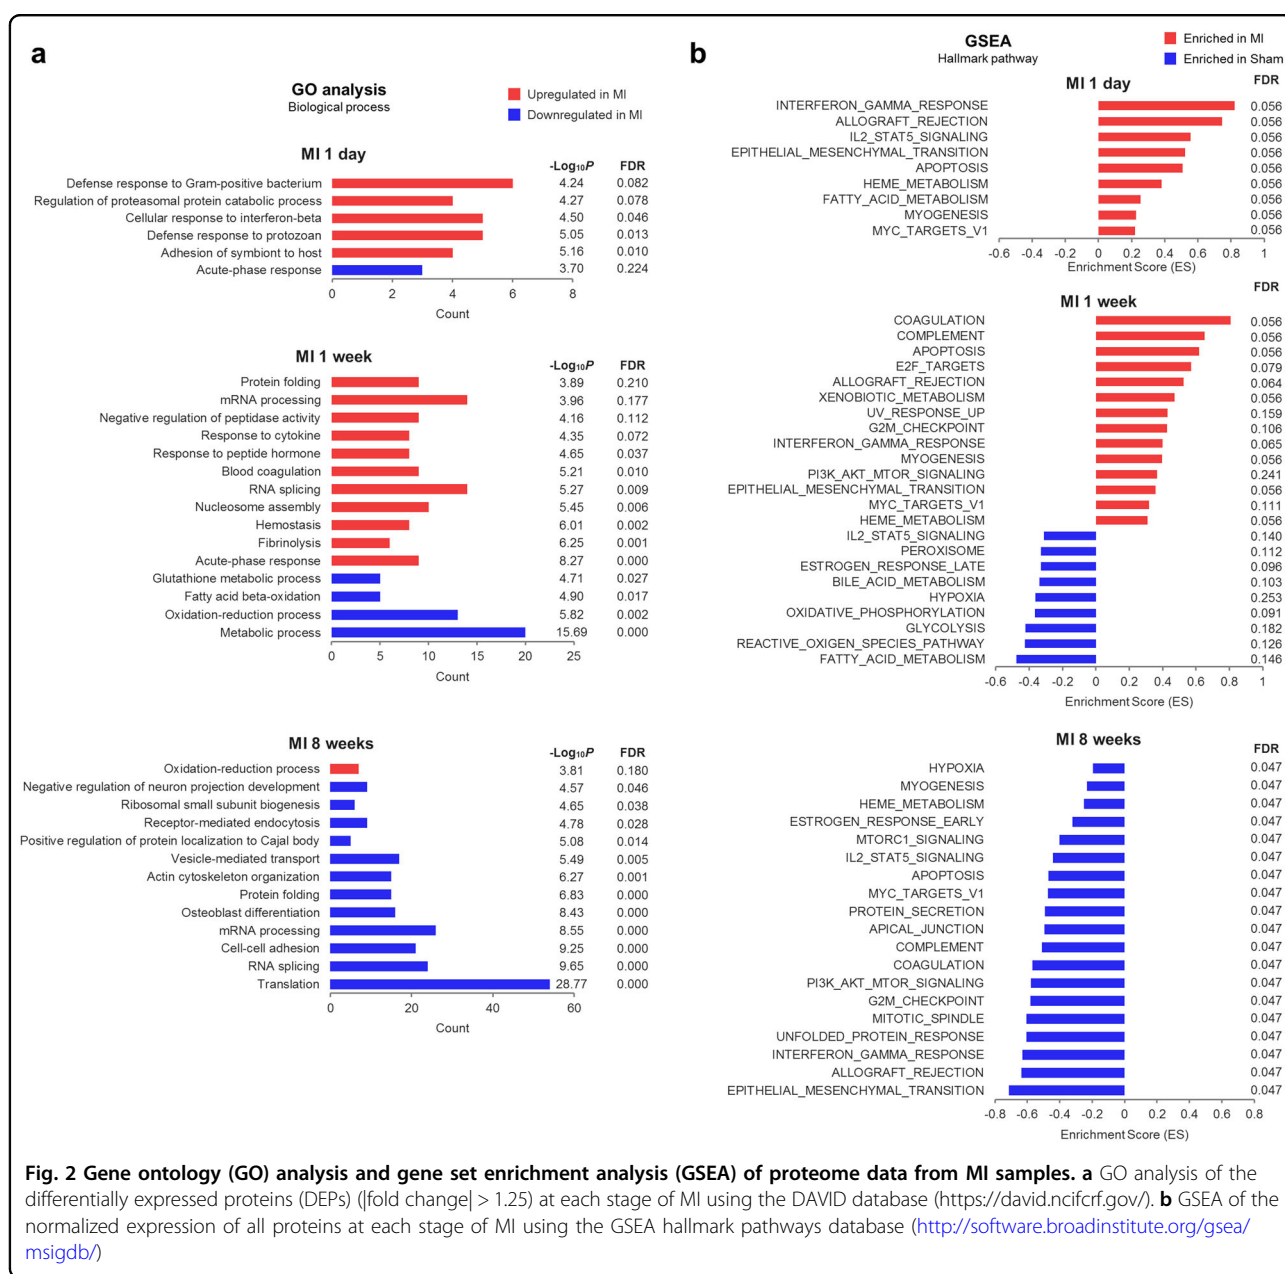 a
GO analysis
Biological process
Upregulated in MI
Downregulated in MI
MI 1 day
-Log₁₀P FDR
Defense response to Gram-positive bacterium 4.24 0.082
Regulation of proteasomal protein catabolic process 4.27 0.078
Cellular response to interferon-beta 4.50 0.046
Defense response to protozoan 5.05 0.013
Adhesion of symbiont to host 5.16 0.010
Acute-phase response 3.70 0.224
0 2 4 6 8
Count
MI 1 week
-Log₁₀P FDR
Protein folding 3.89 0.210
mRNA processing 3.96 0.177
Negative regulation of peptidase activity 4.16 0.112
Response to cytokine 4.35 0.072
Response to peptide hormone 4.65 0.037
Blood coagulation 5.21 0.010
RNA splicing 5.27 0.009
Nucleosome assembly 5.45 0.006
Hemostasis 6.01 0.002
Fibrinolysis 6.25 0.001
Acute-phase response 8.27 0.000
Glutathione metabolic process 4.71 0.027
Fatty acid beta-oxidation 4.90 0.017
Oxidation-reduction process 5.82 0.002
Metabolic process 15.69 0.000
0 5 10 15 20 25
Count
MI 8 weeks
-Log₁₀P FDR
Oxidation-reduction process 3.81 0.180
Negative regulation of neuron projection development 4.57 0.046
Ribosomal small subunit biogenesis 4.65 0.038
Receptor-mediated endocytosis 4.78 0.028
Positive regulation of protein localization to Cajal body 5.08 0.014
Vesicle-mediated transport 5.49 0.005
Actin cytoskeleton organization 6.27 0.001
Protein folding 6.83 0.000
Osteoblast differentiation 8.43 0.000
mRNA processing 8.55 0.000
Cell-cell adhesion 9.25 0.000
RNA splicing 9.65 0.000
Translation 28.77 0.000
0 20 40 60
Count
b
GSEA
Hallmark pathway
Enriched in MI
Enriched in Sham
MI 1 day
FDR
INTERFERON_GAMMA_RESPONSE 0.056
ALLOGRAFT_REJECTION 0.056
IL2_STAT5_SIGNALING 0.056
EPITHELIAL_MESENCHYMAL_TRANSITION 0.056
APOPTOSIS 0.056
HEME_METABOLISM 0.056
FATTY_ACID_METABOLISM 0.056
MYOGENESIS 0.056
MYC_TARGETS_V1 0.056
-0.6 -0.4 -0.2 0 0.2 0.4 0.6 0.8 1
Enrichment Score (ES)
MI 1 week
FDR
COAGULATION 0.056
COMPLEMENT 0.056
APOPTOSIS 0.056
E2F_TARGETS 0.079
ALLOGRAFT_REJECTION 0.064
XENOBIOTIC_METABOLISM 0.056
UV_RESPONSE_UP 0.159
G2M_CHECKPOINT 0.106
INTERFERON_GAMMA_RESPONSE 0.065
MYOGENESIS 0.056
PI3K_AKT_MTOR_SIGNALING 0.241
EPITHELIAL_MESENCHYMAL_TRANSITION 0.056
MYC_TARGETS_V1 0.111
HEME_METABOLISM 0.056
IL2_STAT5_SIGNALING 0.140
PEROXISOME 0.112
ESTROGEN_RESPONSE_LATE 0.096
BILE_ACID_METABOLISM 0.103
HYPOXIA 0.253
OXIDATIVE_PHOSPHORYLATION 0.091
GLYCOLYSIS 0.182
REACTIVE_OXIGEN_SPECIES_PATHWAY 0.126
FATTY_ACID_METABOLISM 0.146
-0.6 -0.4 -0.2 0 0.2 0.4 0.6 0.8 1
Enrichment Score (ES)
MI 8 weeks
FDR
HYPOXIA 0.047
MYOGENESIS 0.047
HEME_METABOLISM 0.047
ESTROGEN_RESPONSE_EARLY 0.047
MTORC1_SIGNALING 0.047
IL2_STAT5_SIGNALING 0.047
APOPTOSIS 0.047
MYC_TARGETS_V1 0.047
PROTEIN_SECRETION 0.047
APICAL_JUNCTION 0.047
COMPLEMENT 0.047
COAGULATION 0.047
PI3K_AKT_MTOR_SIGNALING 0.047
G2M_CHECKPOINT 0.047
MITOTIC_SPINDLE 0.047
UNFOLDED_PROTEIN_RESPONSE 0.047
INTERFERON_GAMMA_RESPONSE 0.047
ALLOGRAFT_REJECTION 0.047
EPITHELIAL_MESENCHYMAL_TRANSITION 0.047
-0.8 -0.6 -0.4 -0.2 0 0.2 0.4 0.6 0.8
Enrichment Score (ES)
Fig. 2 Gene ontology (GO) analysis and gene set enrichment analysis (GSEA) of proteome data from MI samples. a GO analysis of the
differentially expressed proteins (DEPs) (|fold change| > 1.25) at each stage of MI using the DAVID database (https://david.ncifcrf.gov/). b GSEA of the
normalized expression of all proteins at each stage of MI using the GSEA hallmark pathways database (http://software.broadinstitute.org/gsea/
msigdb/)